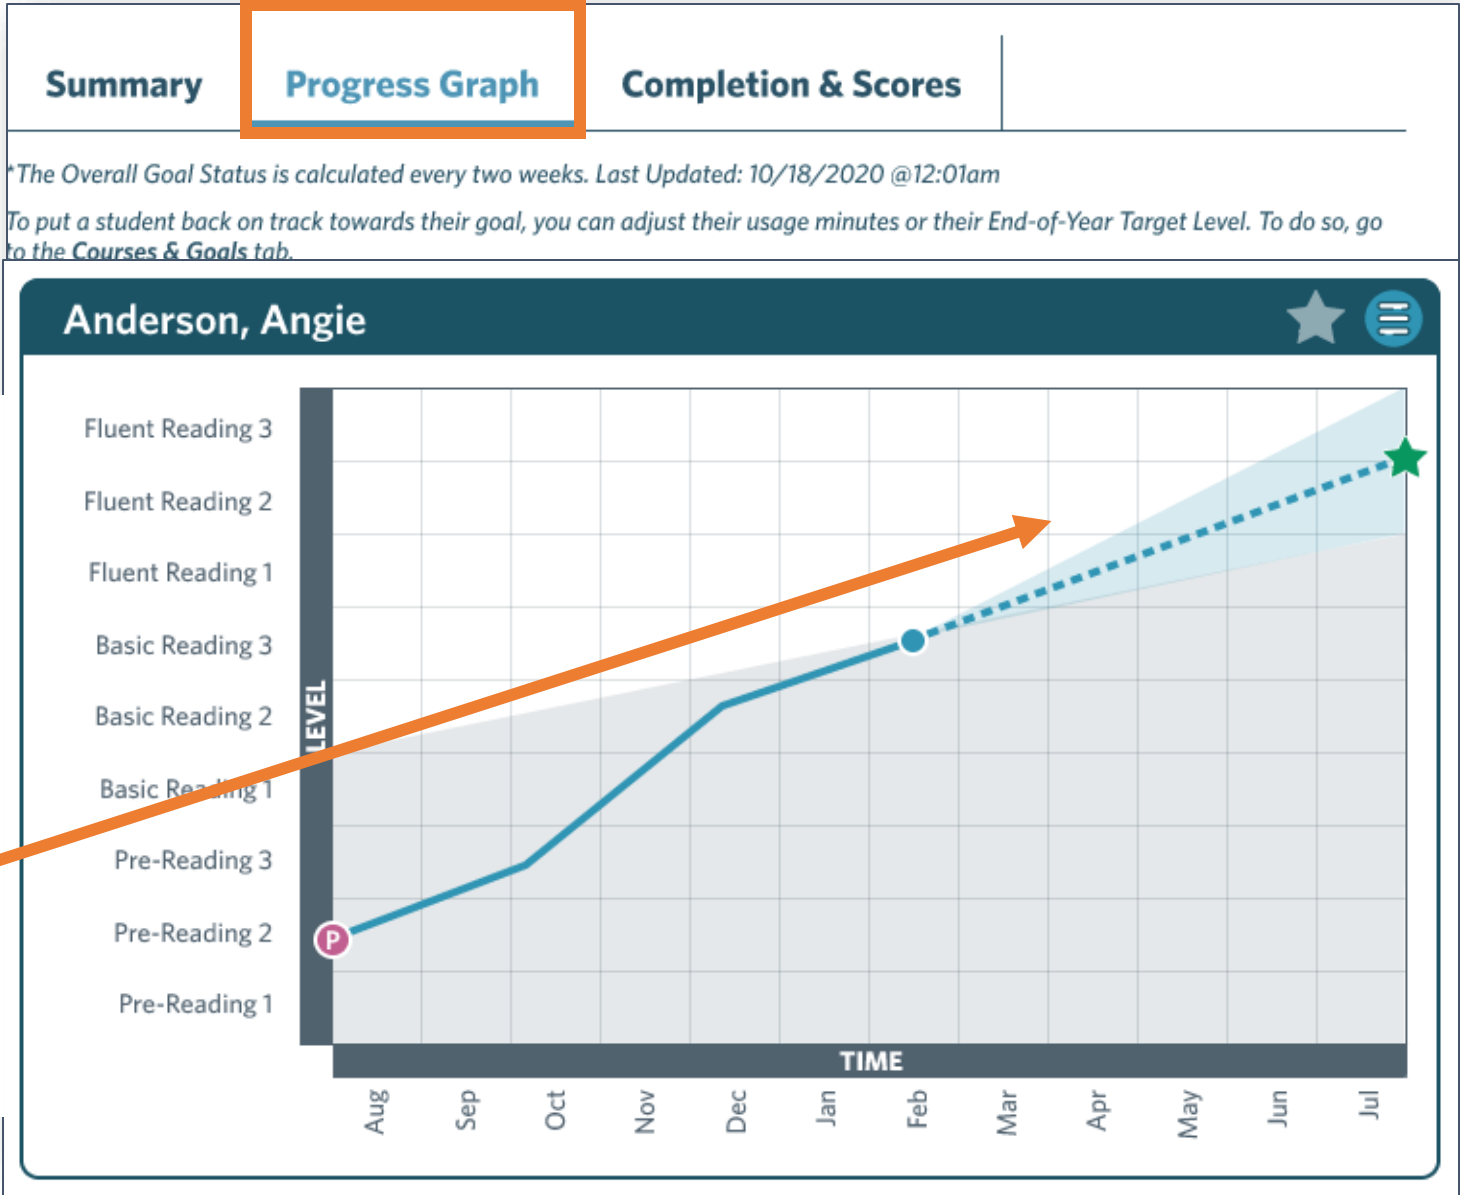 Summary Progress Graph Completion & Scores
*The Overall Goal Status is calculated every two weeks. Last Updated: 10/18/2020 @12:01am
To put a student back on track towards their goal, you can adjust their usage minutes or their End-of-Year Target Level. To do so, go
to the Courses & Goals tab.
Anderson, Angie
Fluent Reading 3
Fluent Reading 2
Fluent Reading 1
Basic Reading 3
Basic Reading 2
Basic Reading 1
Pre-Reading 3
Pre-Reading 2
Pre-Reading 1
LEVEL
P
TIME
Aug Sep Oct Nov Dec Jan Feb Mar Apr May Jun Jul